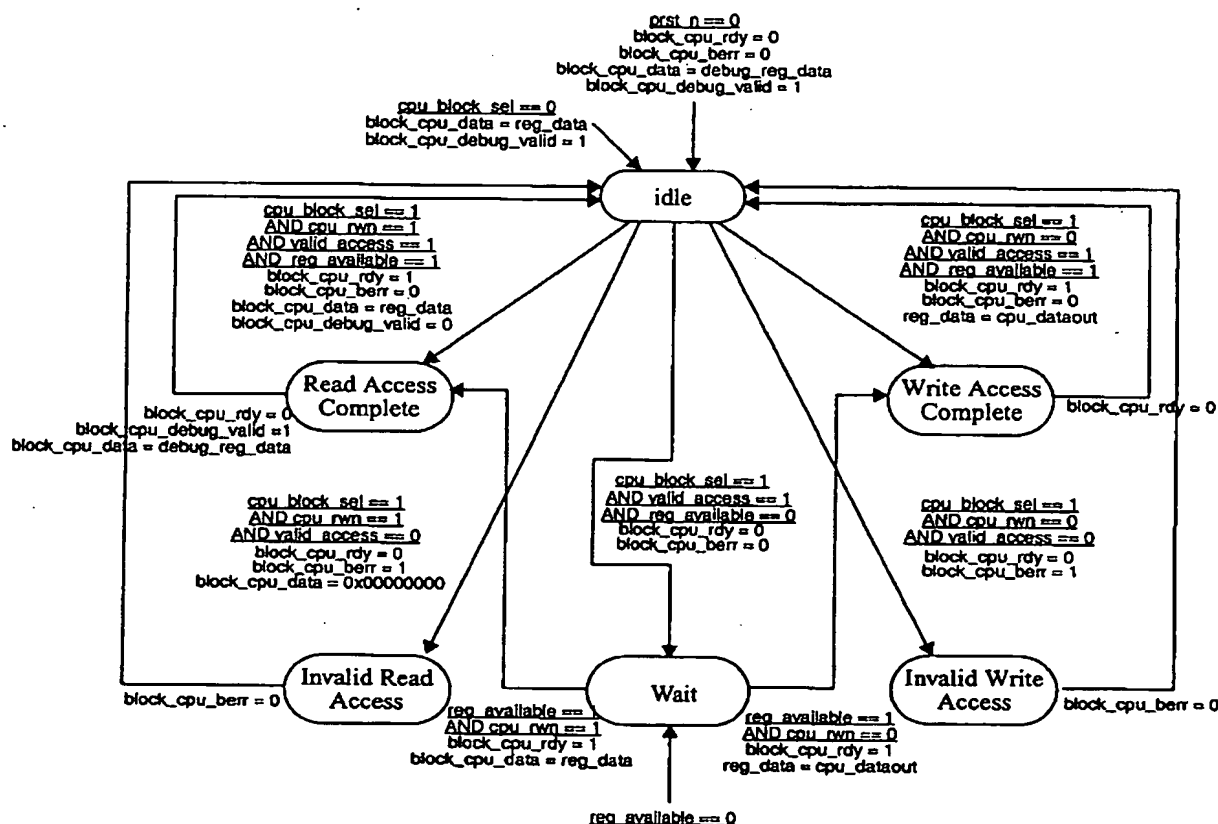 prst_n == 0
block_cpu_rdy = 0
block_cpu_berr = 0
block_cpu_data = debug_reg_data
block_cpu_debug_valid = 1
cpu_block_sel == 0
block_cpu_data = reg_data
block_cpu_debug_valid = 1
idle
cpu_block_sel == 1
AND cpu_rwn == 1
AND valid_access == 1
AND reg_available == 1
block_cpu_rdy = 1
block_cpu_berr = 0
block_cpu_data = reg_data
block_cpu_debug_valid = 0
cpu_block_sel == 1
AND cpu_rwn == 0
AND valid_access == 1
AND reg_available == 1
block_cpu_rdy = 1
block_cpu_berr = 0
reg_data = cpu_dataout
Read Access
Complete
block_cpu_rdy = 0
block_cpu_debug_valid =1
block_cpu_data = debug_reg_data
Write Access
Complete
block_cpu_rdy = 0
cpu_block_sel == 1
AND cpu_rwn == 1
AND valid_access == 0
block_cpu_rdy = 0
block_cpu_berr = 1
block_cpu_data = 0x00000000
cpu_block_sel == 1
AND valid_access == 1
AND reg_available == 0
block_cpu_rdy = 0
block_cpu_berr = 0
cpu_block_sel == 1
AND cpu_rwn == 0
AND valid_access == 0
block_cpu_rdy = 0
block_cpu_berr = 1
Invalid Read
Access
block_cpu_berr = 0
Wait
Invalid Write
Access
block_cpu_berr = 0
reg_available == 1
AND cpu_rwn == 1
block_cpu_rdy = 1
block_cpu_data = reg_data
reg_available == 1
AND cpu_rwn == 0
block_cpu_rdy = 1
reg_data = cpu_dataout
reg_available == 0